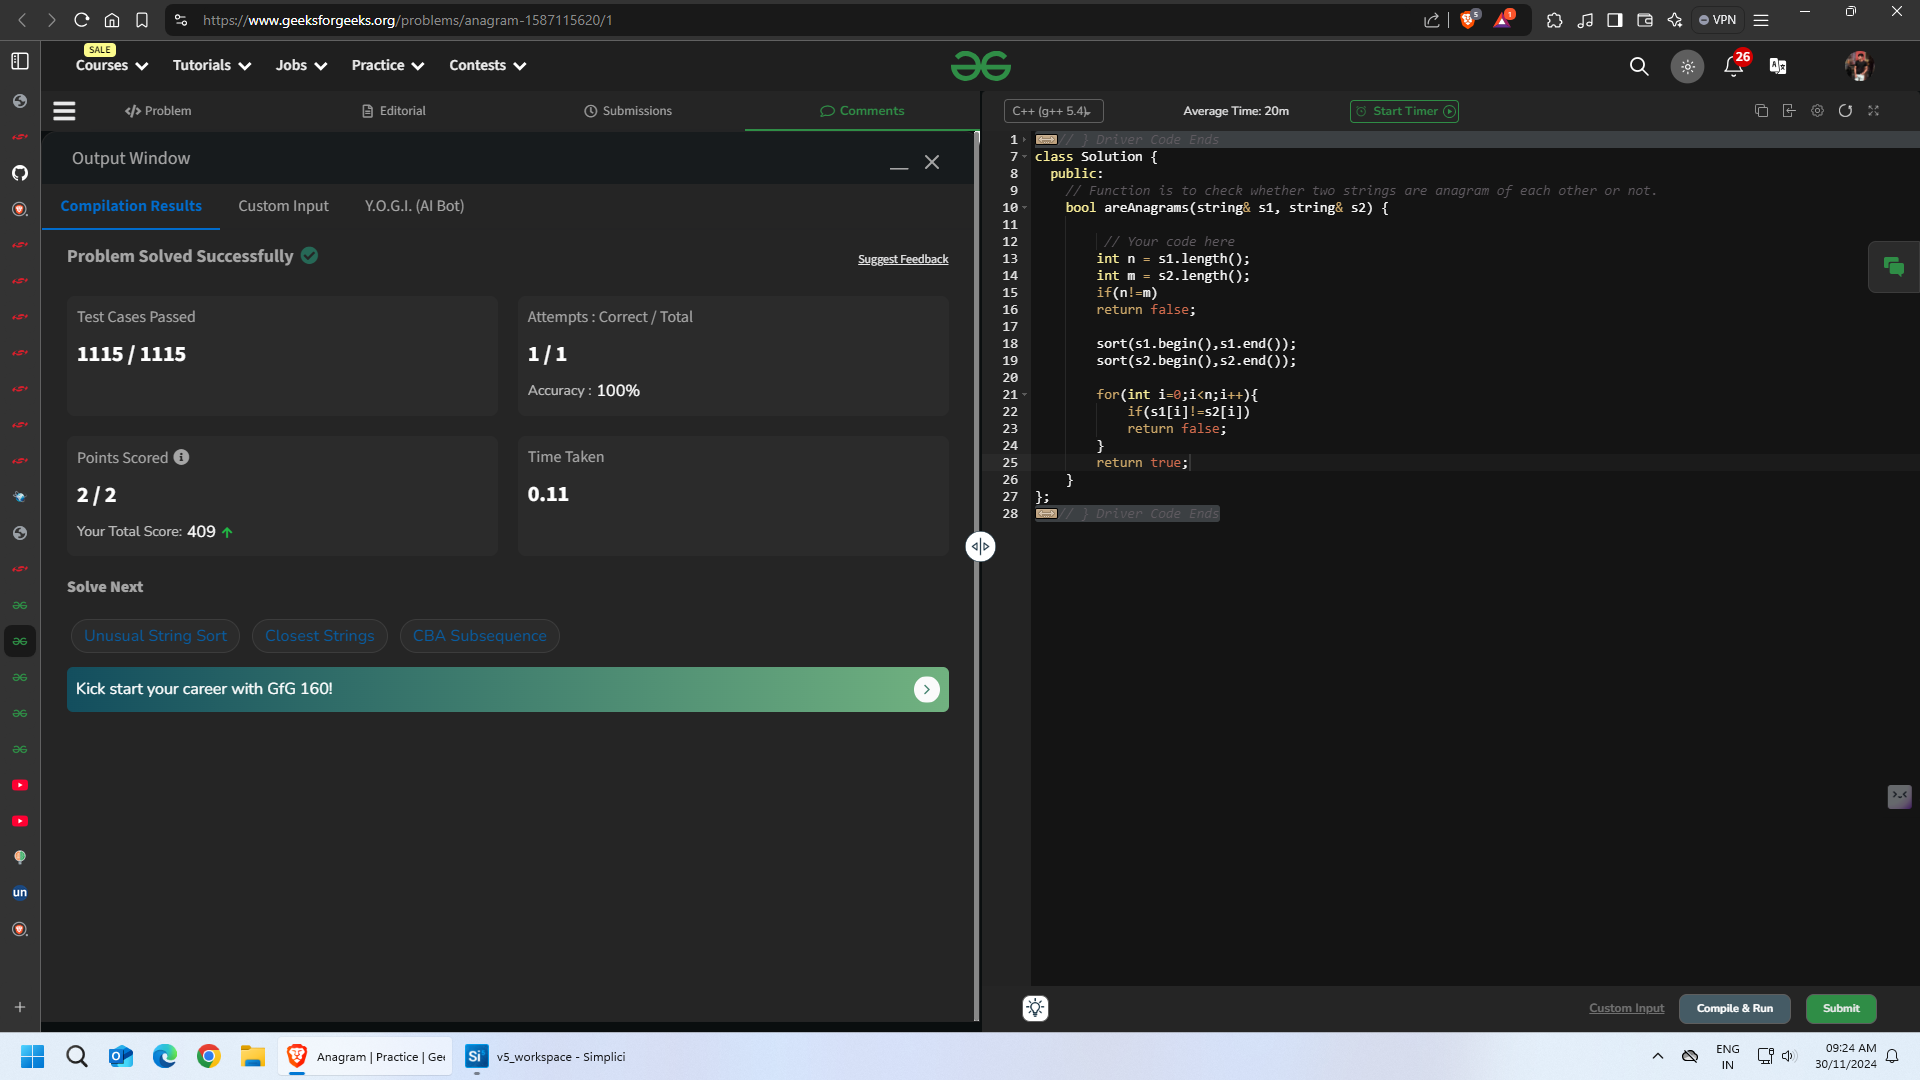 https://www.geeksforgeeks.org/problems/anagram-1587115620/1
5
1
VPN
SALE
Courses
Tutorials
Jobs
Practice
Contests
26
Problem
Editorial
Submissions
Comments
C++ (g++ 5.4)
Average Time: 20m
Start Timer
Output Window
Compilation Results
Custom Input
Y.O.G.I. (AI Bot)
Problem Solved Successfully
Suggest Feedback
Test Cases Passed
1115 / 1115
Attempts : Correct / Total
1 / 1
Accuracy : 100%
Points Scored
2 / 2
Your Total Score: 409
Time Taken
0.11
Solve Next
Unusual String Sort
Closest Strings
CBA Subsequence
Kick start your career with GfG 160!
1 // } Driver Code Ends
7 class Solution {
8 public:
9 // Function is to check whether two strings are anagram of each other or not.
10 bool areAnagrams(string& s1, string& s2) {
11
12 // Your code here
13 int n = s1.length();
14 int m = s2.length();
15 if(n!=m)
16 return false;
17
18 sort(s1.begin(),s1.end());
19 sort(s2.begin(),s2.end());
20
21 for(int i=0;i<n;i++){
22 if(s1[i]!=s2[i])
23 return false;
24 }
25 return true;
26 }
27 };
28 // } Driver Code Ends
un
Custom Input
Compile & Run
Submit
Anagram | Practice | Gee
Si
v5_workspace - Simplici
ENG
IN
09:24 AM
30/11/2024